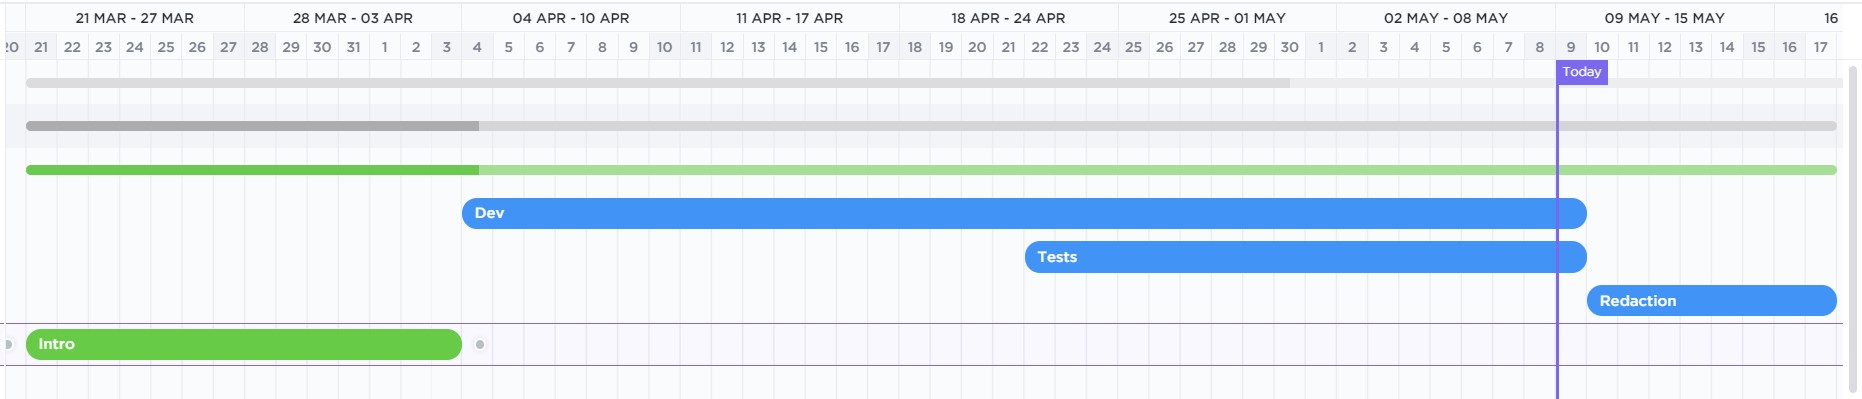 21 MAR - 27 MAR 28 MAR - 03 APR 04 APR - 10 APR 11 APR - 17 APR 18 APR - 24 APR 25 APR - 01 MAY 02 MAY - 08 MAY 09 MAY - 15 MAY 16
20 21 22 23 24 25 26 27 28 29 30 31 1 2 3 4 5 6 7 8 9 10 11 12 13 14 15 16 17 18 19 20 21 22 23 24 25 26 27 28 29 30 1 2 3 4 5 6 7 8 9 10 11 12 13 14 15 16 17
Today
Dev
Tests
Redaction
Intro